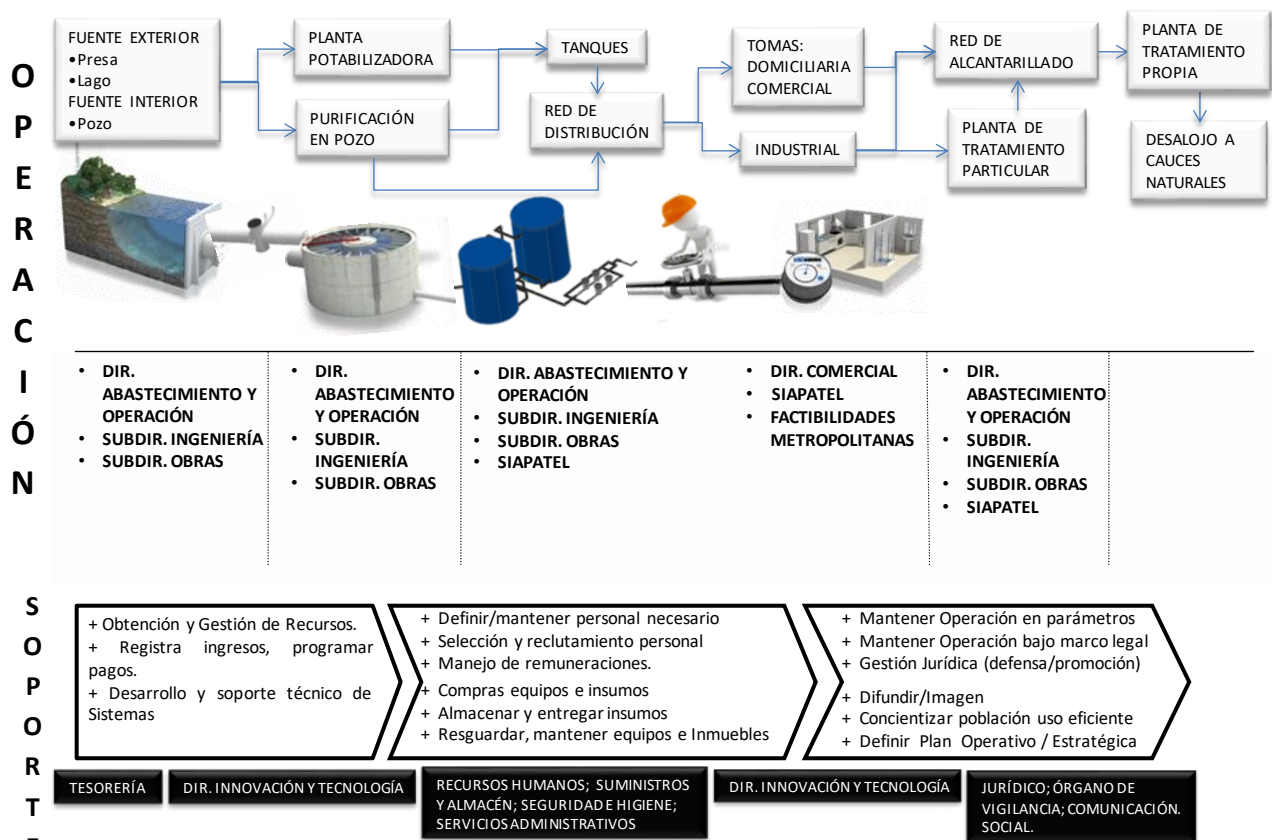 OPERACIÓN
FUENTE EXTERIOR
•Presa
•Lago
FUENTE INTERIOR
•Pozo
PLANTA
POTABILIZADORA
PURIFICACIÓN
EN POZO
TANQUES
RED DE
DISTRIBUCIÓN
TOMAS:
DOMICILIARIA
COMERCIAL
INDUSTRIAL
RED DE
ALCANTARILLADO
PLANTA DE
TRATAMIENTO
PARTICULAR
PLANTA DE
TRATAMIENTO
PROPIA
DESALOJO A
CAUCES
NATURALES
• DIR.
ABASTECIMIENTO Y
OPERACIÓN
• SUBDIR. INGENIERÍA
• SUBDIR. OBRAS
• DIR.
ABASTECIMIENTO
Y OPERACIÓN
• SUBDIR.
INGENIERÍA
• SUBDIR. OBRAS
• DIR. ABASTECIMIENTO Y
OPERACIÓN
• SUBDIR. INGENIERÍA
• SUBDIR. OBRAS
• SIAPATEL
• DIR. COMERCIAL
• SIAPATEL
• FACTIBILIDADES
METROPOLITANAS
• DIR.
ABASTECIMIENTO
Y OPERACIÓN
• SUBDIR.
INGENIERÍA
• SUBDIR. OBRAS
• SIAPATEL
SOPORTE
+ Obtención y Gestión de Recursos.
+ Registra ingresos, programar
pagos.
+ Desarrollo y soporte técnico de
Sistemas
+ Definir/mantener personal necesario
+ Selección y reclutamiento personal
+ Manejo de remuneraciones.
+ Compras equipos e insumos
+ Almacenar y entregar insumos
+ Resguardar, mantener equipos e Inmuebles
+ Mantener Operación en parámetros
+ Mantener Operación bajo marco legal
+ Gestión Jurídica (defensa/promoción)
+ Difundir/Imagen
+ Concientizar población uso eficiente
+ Definir Plan Operativo / Estratégica
TESORERÍA
DIR. INNOVACIÓN Y TECNOLOGÍA
RECURSOS HUMANOS; SUMINISTROS
Y ALMACÉN; SEGURIDAD E HIGIENE;
SERVICIOS ADMINISTRATIVOS
DIR. INNOVACIÓN Y TECNOLOGÍA
JURÍDICO; ÓRGANO DE
VIGILANCIA; COMUNICACIÓN.
SOCIAL.